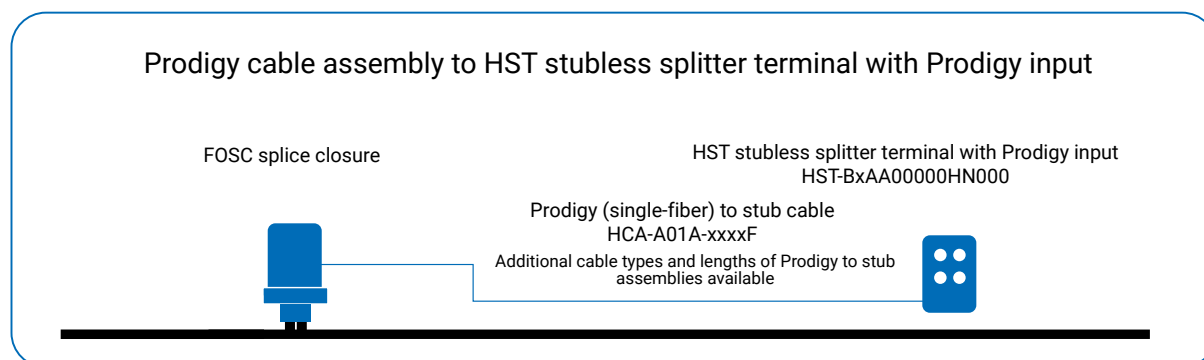 Prodigy cable assembly to HST stubless splitter terminal with Prodigy input
FOSC splice closure
HST stubless splitter terminal with Prodigy input
HST-BxAA00000HN000
Prodigy (single-fiber) to stub cable
HCA-A01A-xxxxF
Additional cable types and lengths of Prodigy to stub
assemblies available